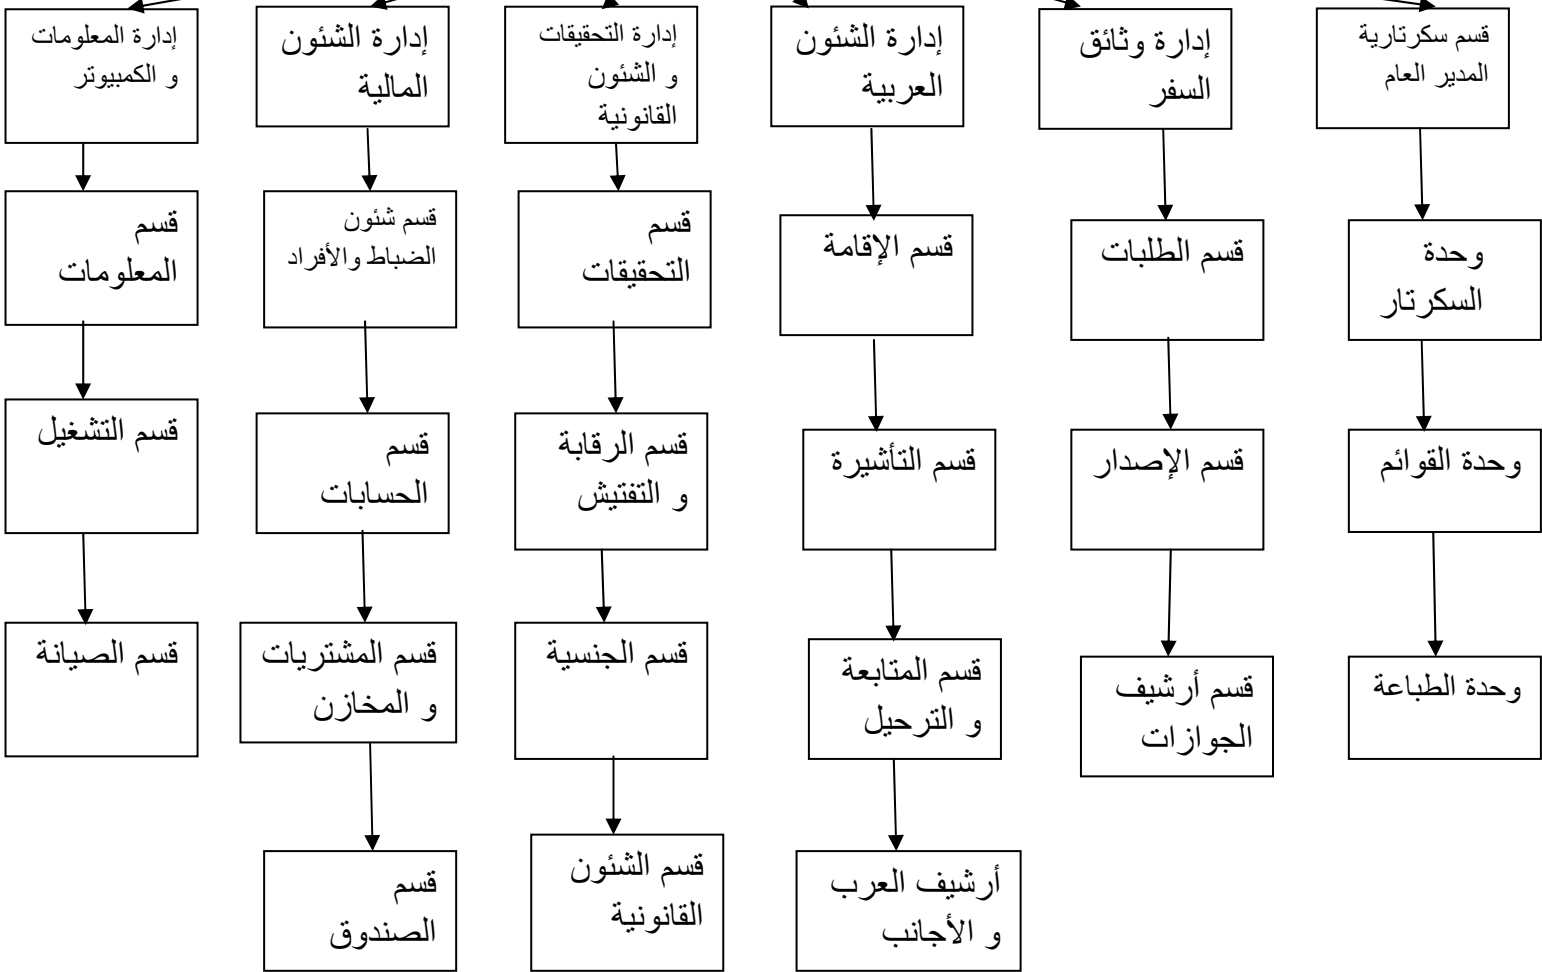 قسم سكرتارية
المدير العام
إدارة وثائق
السفر
إدارة الشئون
العربية
إدارة التحقيقات
و الشئون
القانونية
إدارة الشئون
المالية
إدارة المعلومات
و الكمبيوتر
وحدة
السكرتار
قسم الطلبات
قسم الإقامة
قسم
التحقيقات
قسم شئون
الضباط والأفراد
قسم
المعلومات
وحدة القوائم
قسم الإصدار
قسم التأشيرة
قسم الرقابة
و التفتيش
قسم
الحسابات
قسم التشغيل
وحدة الطباعة
قسم أرشيف
الجوازات
قسم المتابعة
و الترحيل
قسم الجنسية
قسم المشتريات
و المخازن
قسم الصيانة
أرشيف العرب
و الأجانب
قسم الشئون
القانونية
قسم
الصندوق